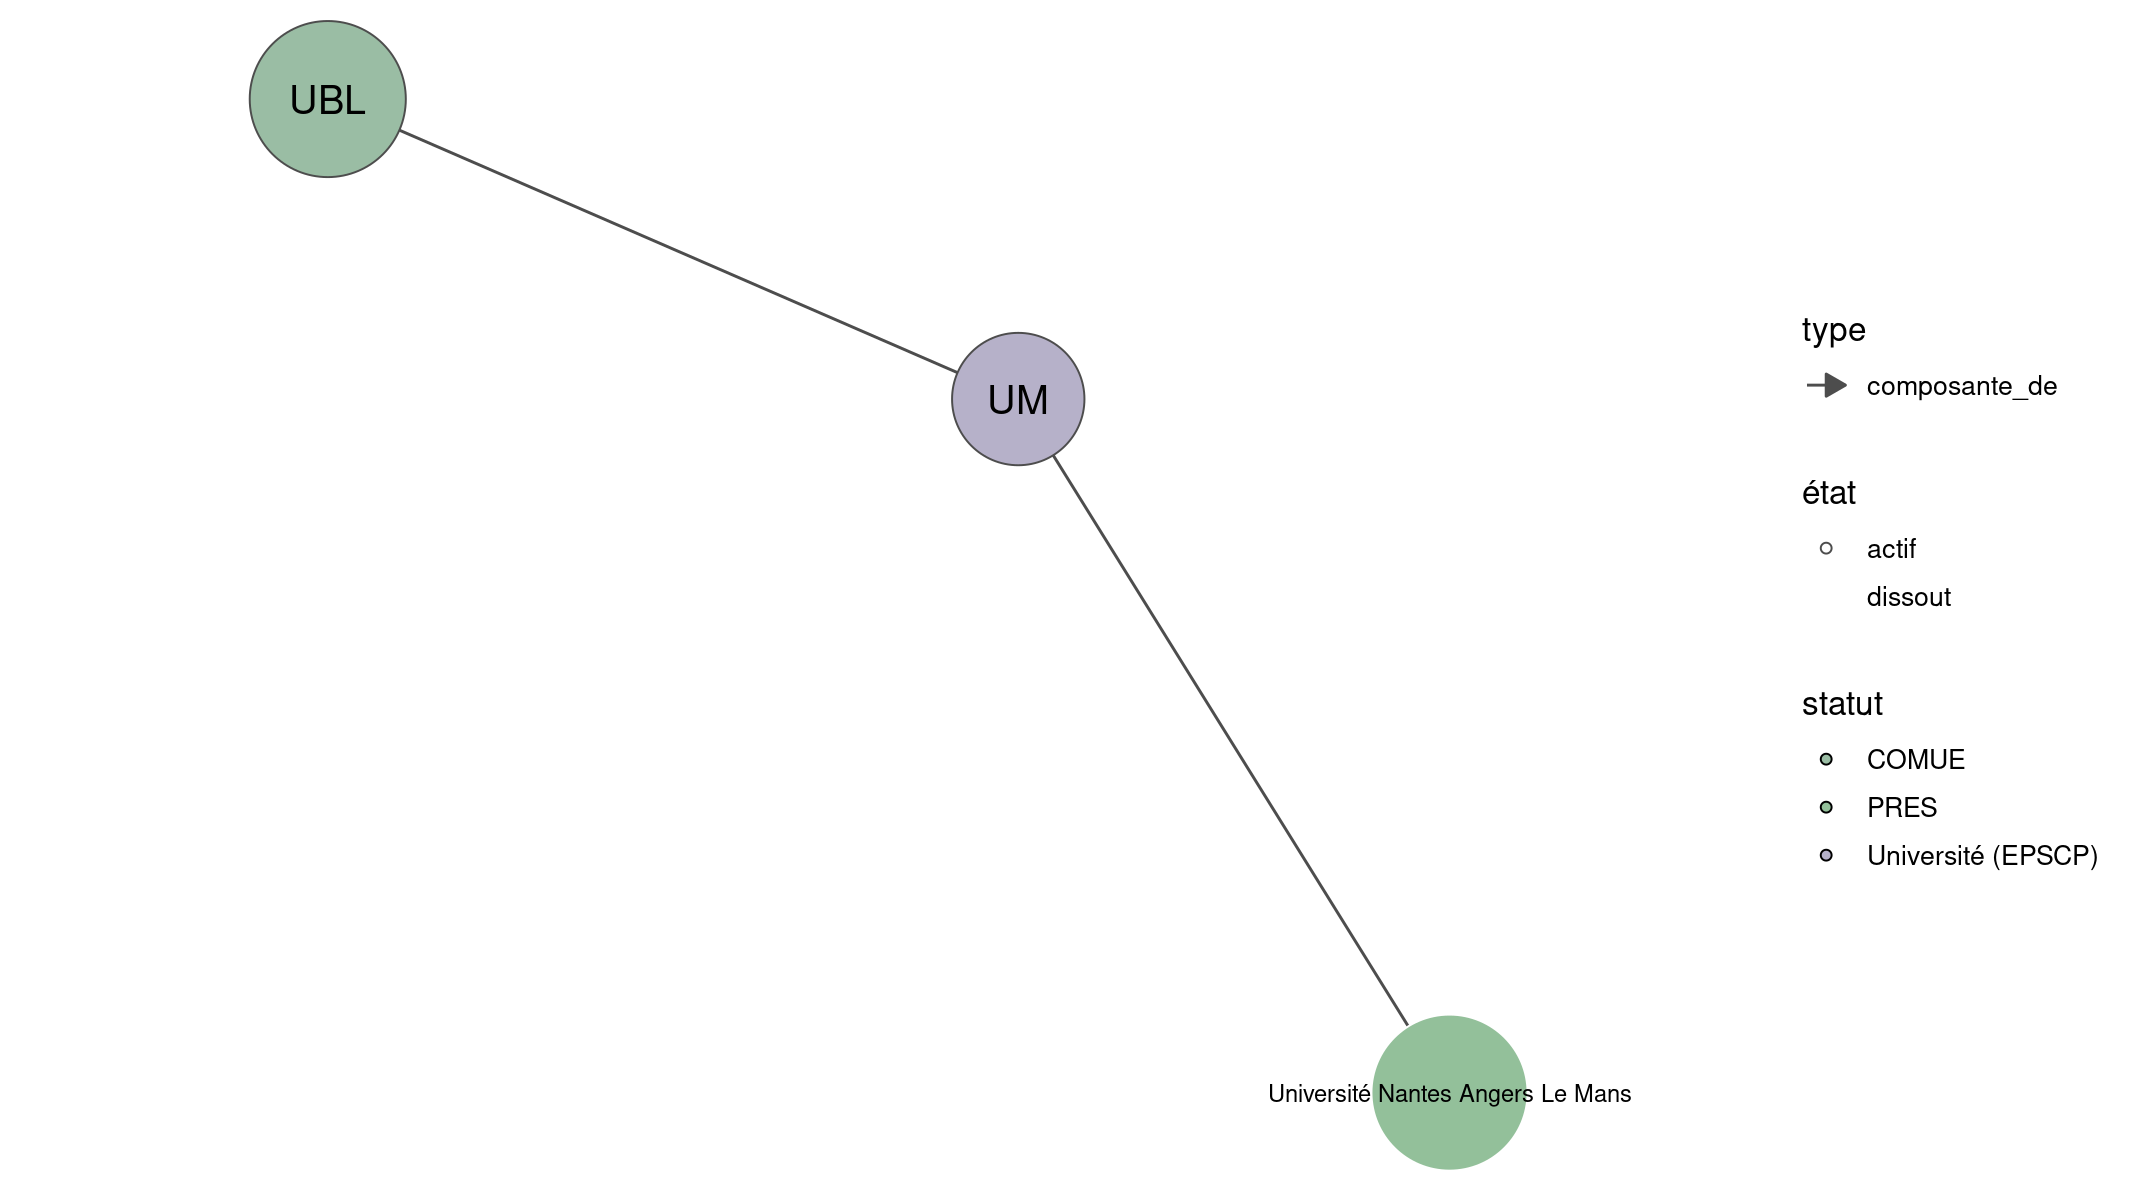 UBL
UM
Université Nantes Angers Le Mans
type
composante_de
état
actif
dissout
statut
COMUE
PRES
Université (EPSCP)